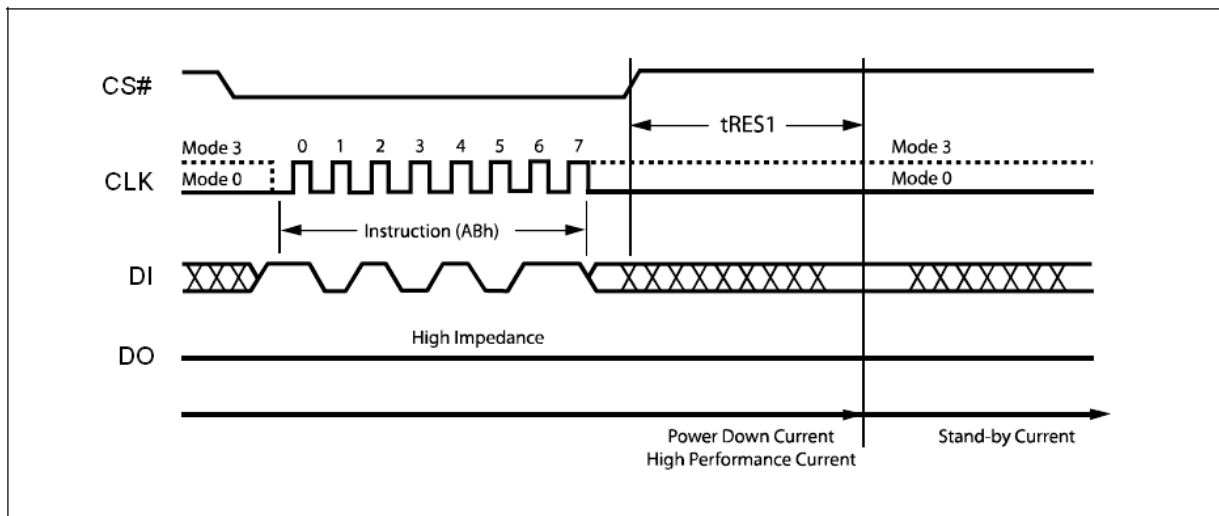 CS#
tRES1
Mode 3
0 1 2 3 4 5 6 7
Mode 3
CLK
Mode 0
Mode 0
Instruction (ABh)
DI
High Impedance
DO
Power Down Current
Stand-by Current
High Performance Current